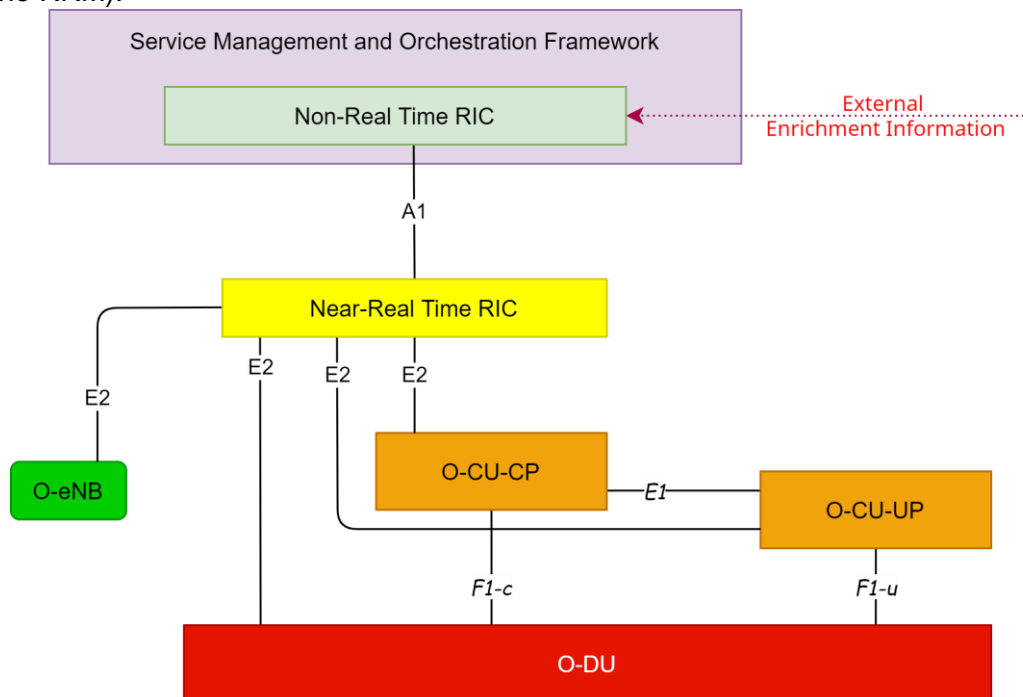 Service Management and Orchestration Framework
Non-Real Time RIC
External
Enrichment Information
A1
Near-Real Time RIC
E2
E2
E2
E2
O-CU-CP
O-eNB
E1
O-CU-UP
F1-c
F1-u
O-DU